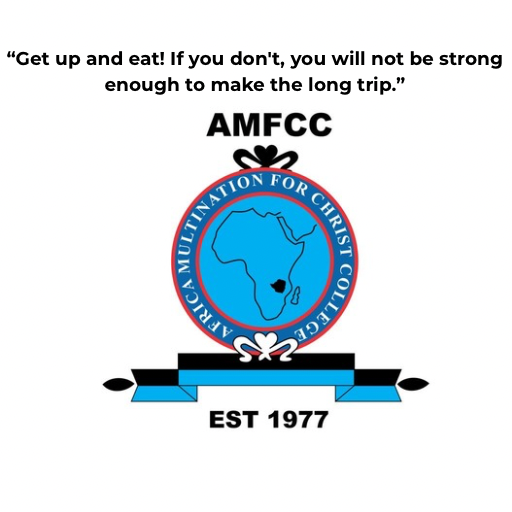 “Get up and eat! If you don't, you will not be strong
enough to make the long trip.”
AMFCC
AFRICA MULTINATION FOR CHRIST COLLEGE
EST 1977